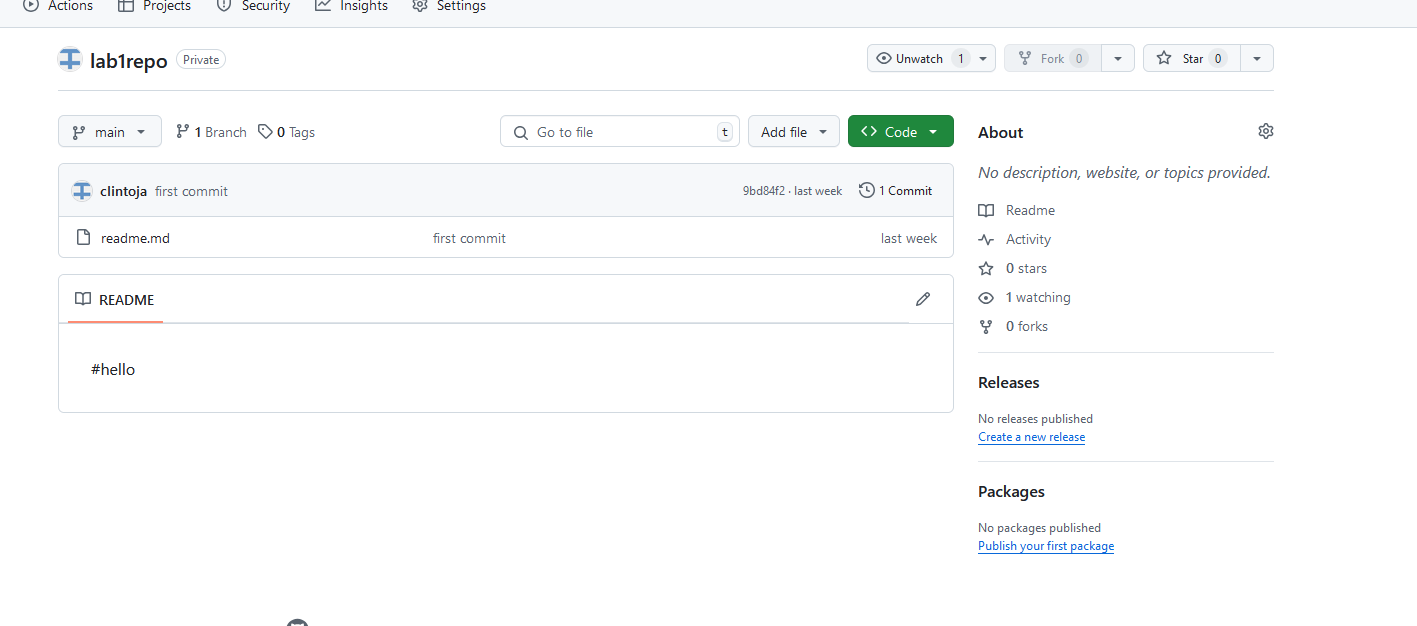 Actions Projects Security Insights Settings
lab1repo Private
Unwatch 1 Fork 0 Star 0
main 1 Branch 0 Tags Go to file t Add file Code
clintoja first commit 9bd84f2 · last week 1 Commit
readme.md first commit last week
README
#hello
About
No description, website, or topics provided.
Readme
Activity
0 stars
1 watching
0 forks
Releases
No releases published
Create a new release
Packages
No packages published
Publish your first package